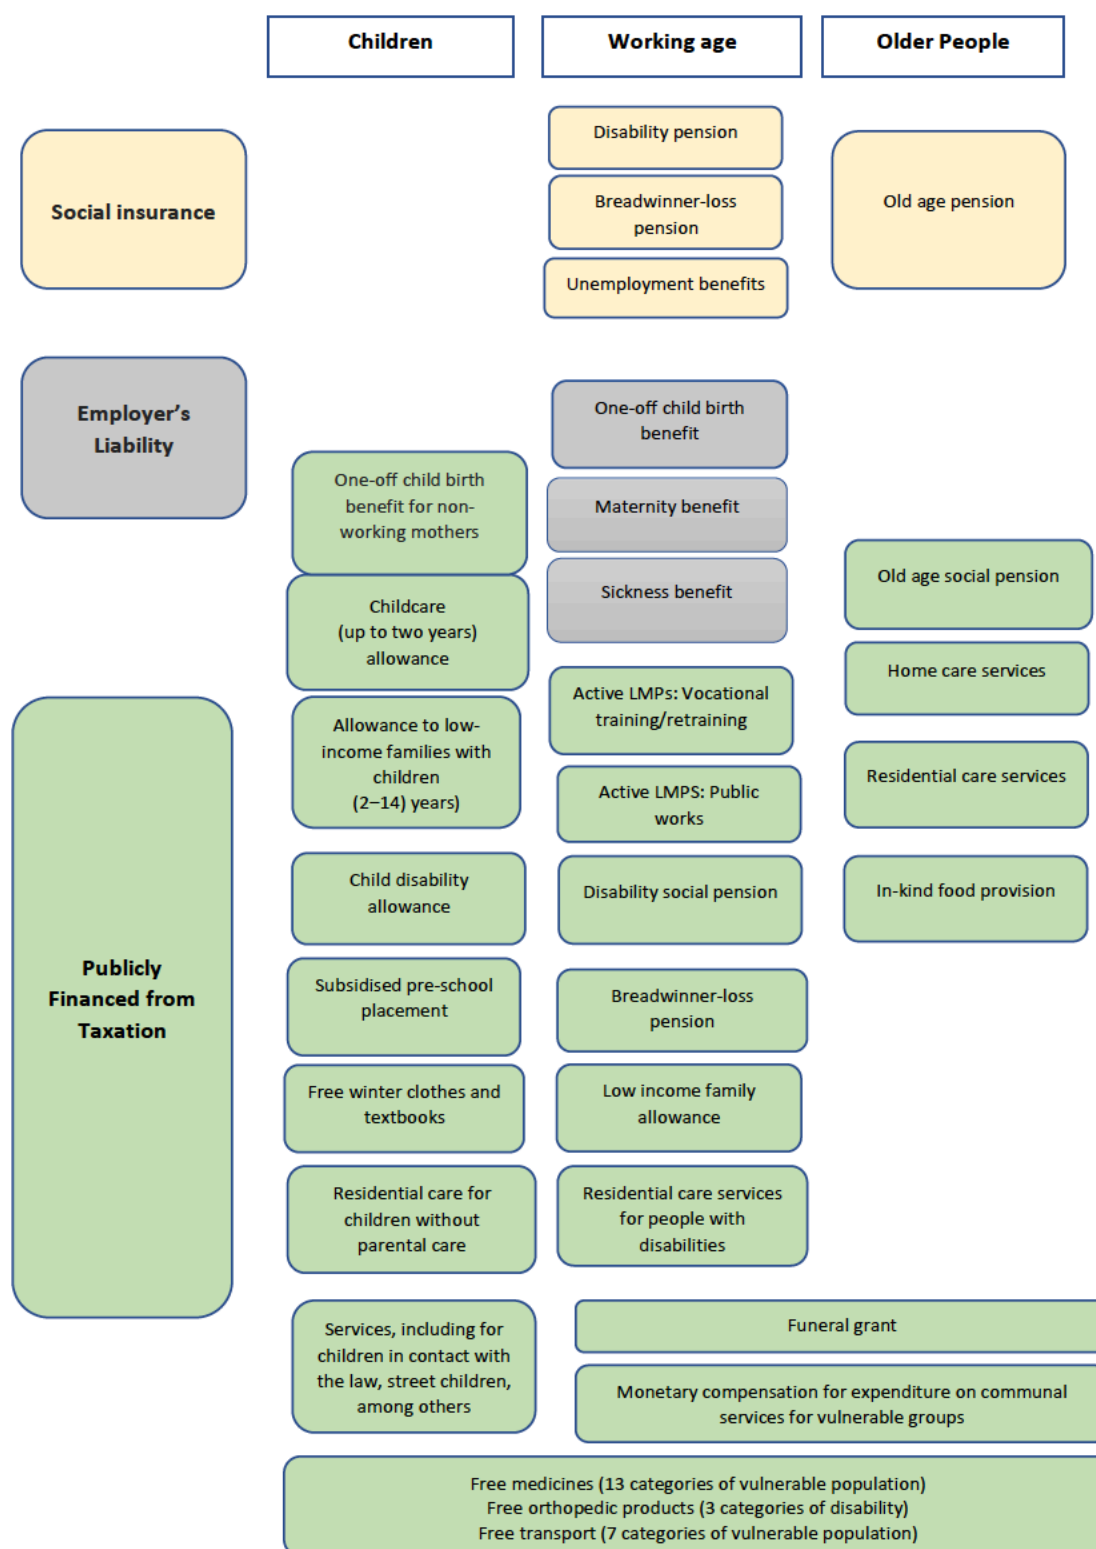 Children
Working age
Older People
Social insurance
Disability pension
Breadwinner-loss
pension
Unemployment benefits
Old age pension
Employer’s
Liability
One-off child birth
benefit
Maternity benefit
Sickness benefit
Publicly
Financed from
Taxation
One-off child birth
benefit for non-
working mothers
Childcare
(up to two years)
allowance
Allowance to low-
income families with
children
(2–14) years)
Child disability
allowance
Subsidised pre-school
placement
Free winter clothes and
textbooks
Residential care for
children without
parental care
Services, including for
children in contact with
the law, street children,
among others
Active LMPs: Vocational
training/retraining
Active LMPS: Public
works
Disability social pension
Breadwinner-loss
pension
Low income family
allowance
Residential care services
for people with
disabilities
Old age social pension
Home care services
Residential care services
In-kind food provision
Funeral grant
Monetary compensation for expenditure on communal
services for vulnerable groups
Free medicines (13 categories of vulnerable population)
Free orthopedic products (3 categories of disability)
Free transport (7 categories of vulnerable population)